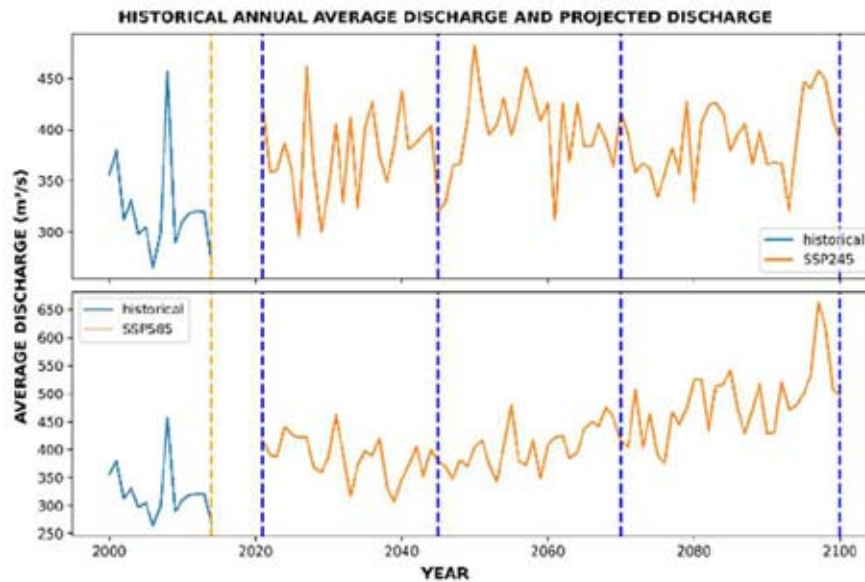 HISTORICAL ANNUAL AVERAGE DISCHARGE AND PROJECTED DISCHARGE
AVERAGE DISCHARGE (m³/s)
450
400
350
300
historical
SSP245
650
600
550
500
450
400
350
300
250
historical
SSP585
2000
2020
2040
2060
2080
2100
YEAR